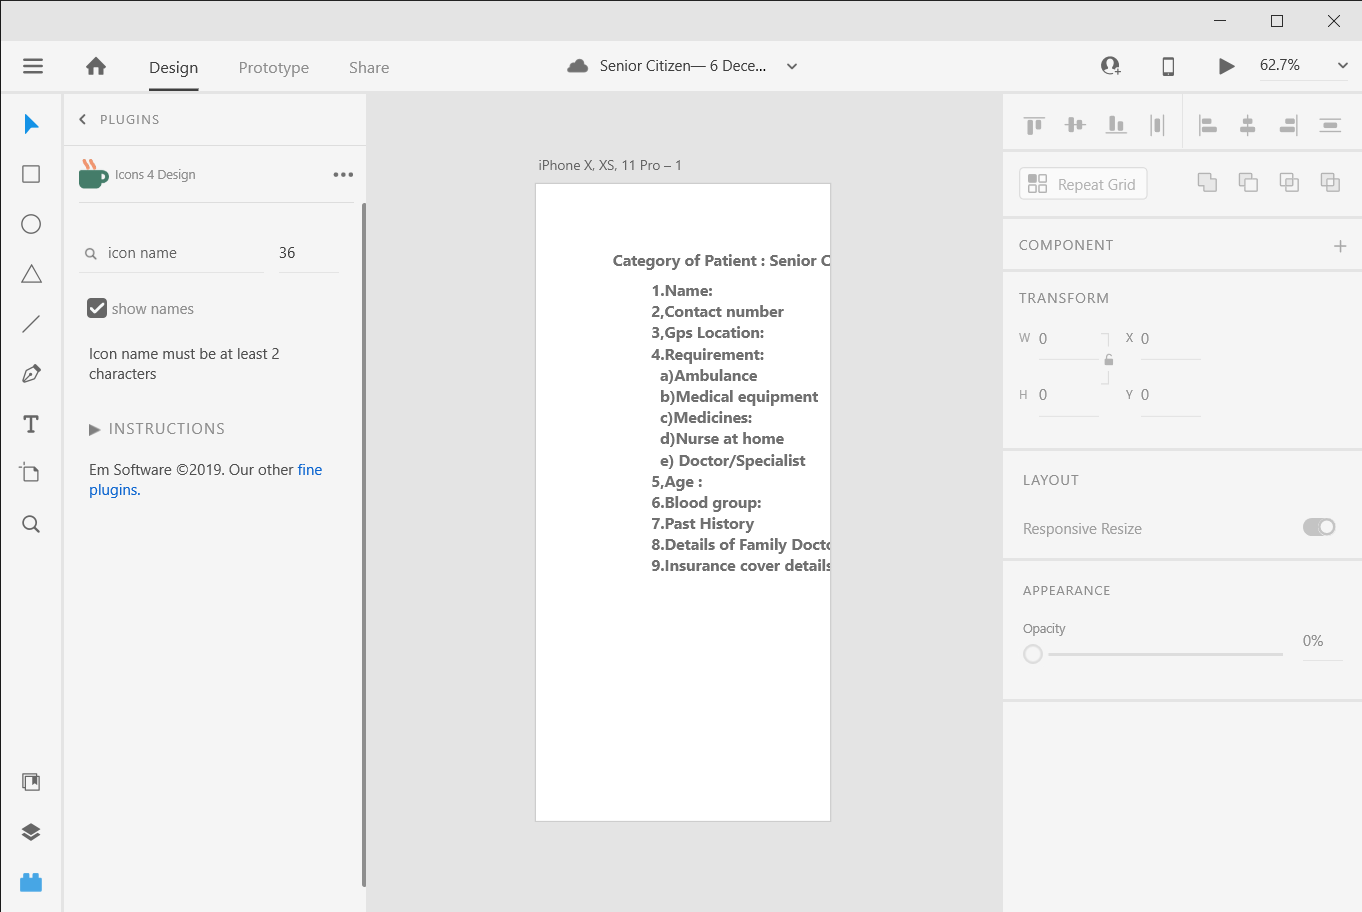 Design
Prototype
Share
Senior Citizen— 6 Dece...
62.7%
PLUGINS
Icons 4 Design
icon name
36
show names
Icon name must be at least 2
characters
INSTRUCTIONS
Em Software ©2019. Our other fine
plugins.
iPhone X, XS, 11 Pro – 1
Category of Patient : Senior C
1.Name:
2,Contact number
3,Gps Location:
4.Requirement:
a)Ambulance
b)Medical equipment
c)Medicines:
d)Nurse at home
e) Doctor/Specialist
5,Age :
6.Blood group:
7.Past History
8.Details of Family Docto
9.Insurance cover details
Repeat Grid
COMPONENT
TRANSFORM
W 0
X 0
H 0
Y 0
LAYOUT
Responsive Resize
APPEARANCE
Opacity
0%